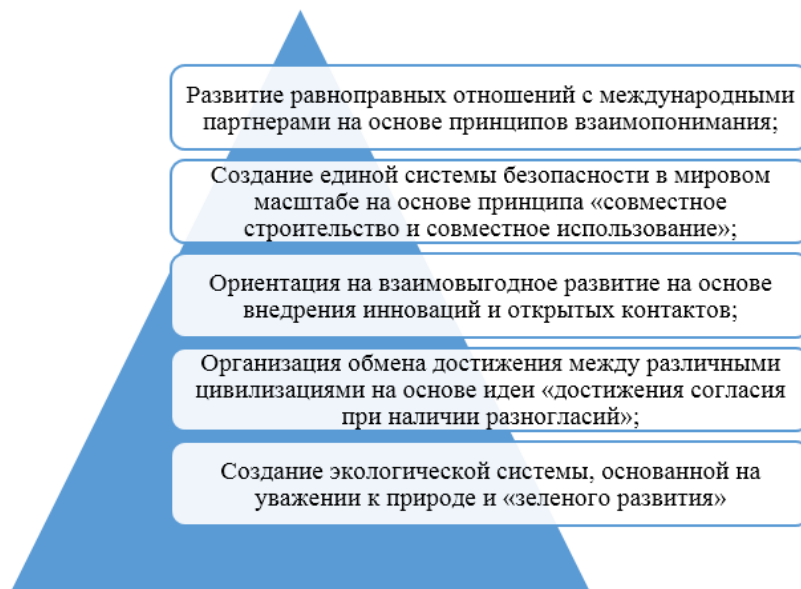 Развитие равноправных отношений с международными
партнерами на основе принципов взаимопонимания;
Создание единой системы безопасности в мировом
масштабе на основе принципа «совместное
строительство и совместное использование»;
Ориентация на взаимовыгодное развитие на основе
внедрения инноваций и открытых контактов;
Организация обмена достижения между различными
цивилизациями на основе идеи «достижения согласия
при наличии разногласий»;
Создание экологической системы, основанной на
уважении к природе и «зеленого развития»